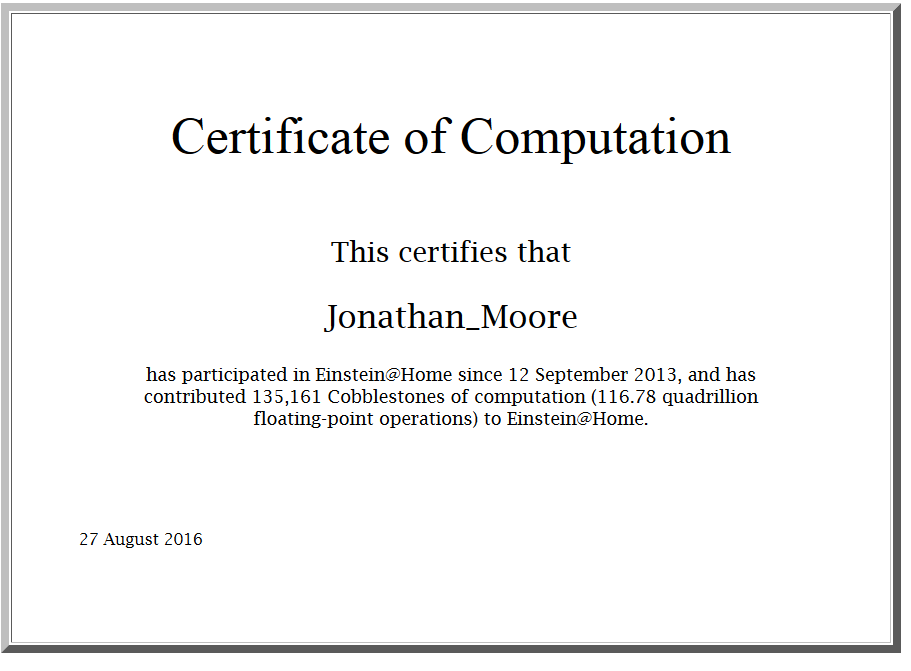 Certificate of Computation
This certifies that
Jonathan_Moore
has participated in Einstein@Home since 12 September 2013, and has
contributed 135,161 Cobblestones of computation (116.78 quadrillion
floating-point operations) to Einstein@Home.
27 August 2016